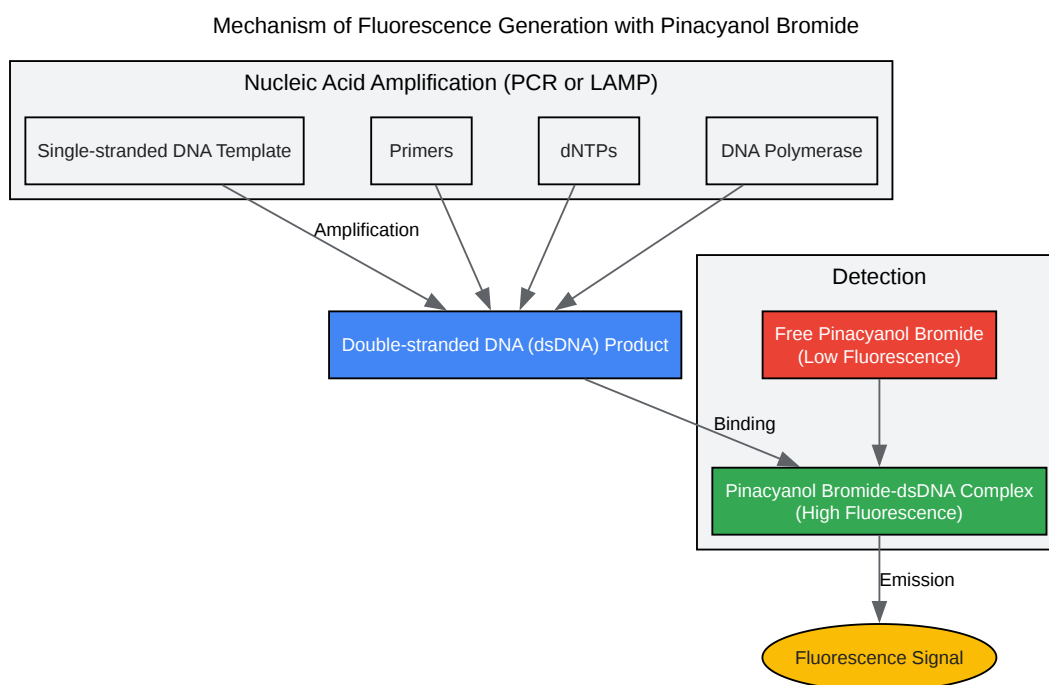 Mechanism of Fluorescence Generation with Pinacyanol Bromide
Nucleic Acid Amplification (PCR or LAMP)
Single-stranded DNA Template
Primers
dNTPs
DNA Polymerase
Amplification
Detection
Double-stranded DNA (dsDNA) Product
Free Pinacyanol Bromide
(Low Fluorescence)
Binding
Pinacyanol Bromide-dsDNA Complex
(High Fluorescence)
Emission
Fluorescence Signal